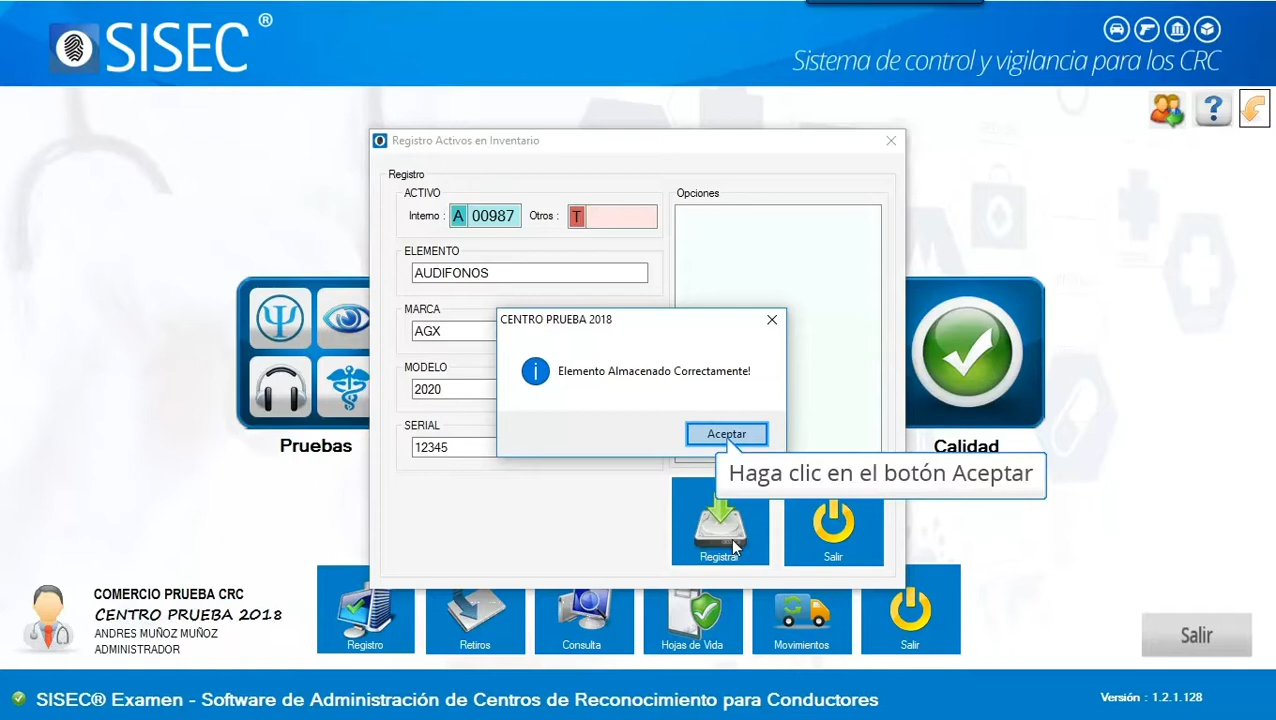 SISEC®
Sistema de control y vigilancia para los CRC
Registro Activos en Inventario
Registro
ACTIVO
Interno : A 00987 Otros : T
Opciones
ELEMENTO
AUDIFONOS
MARCA
AGX
MODELO
2020
SERIAL
12345
CENTRO PRUEBA 2018
Elemento Almacenado Correctamente!
Aceptar
Haga clic en el botón Aceptar
Registrar
Salir
Pruebas
Calidad
COMERCIO PRUEBA CRC
CENTRO PRUEBA 2018
ANDRES MUÑOZ MUÑOZ
ADMINISTRADOR
Registro
Retiros
Consulta
Hojas de Vida
Movimientos
Salir
Salir
SISEC® Examen - Software de Administración de Centros de Reconocimiento para Conductores
Versión : 1.2.1.128